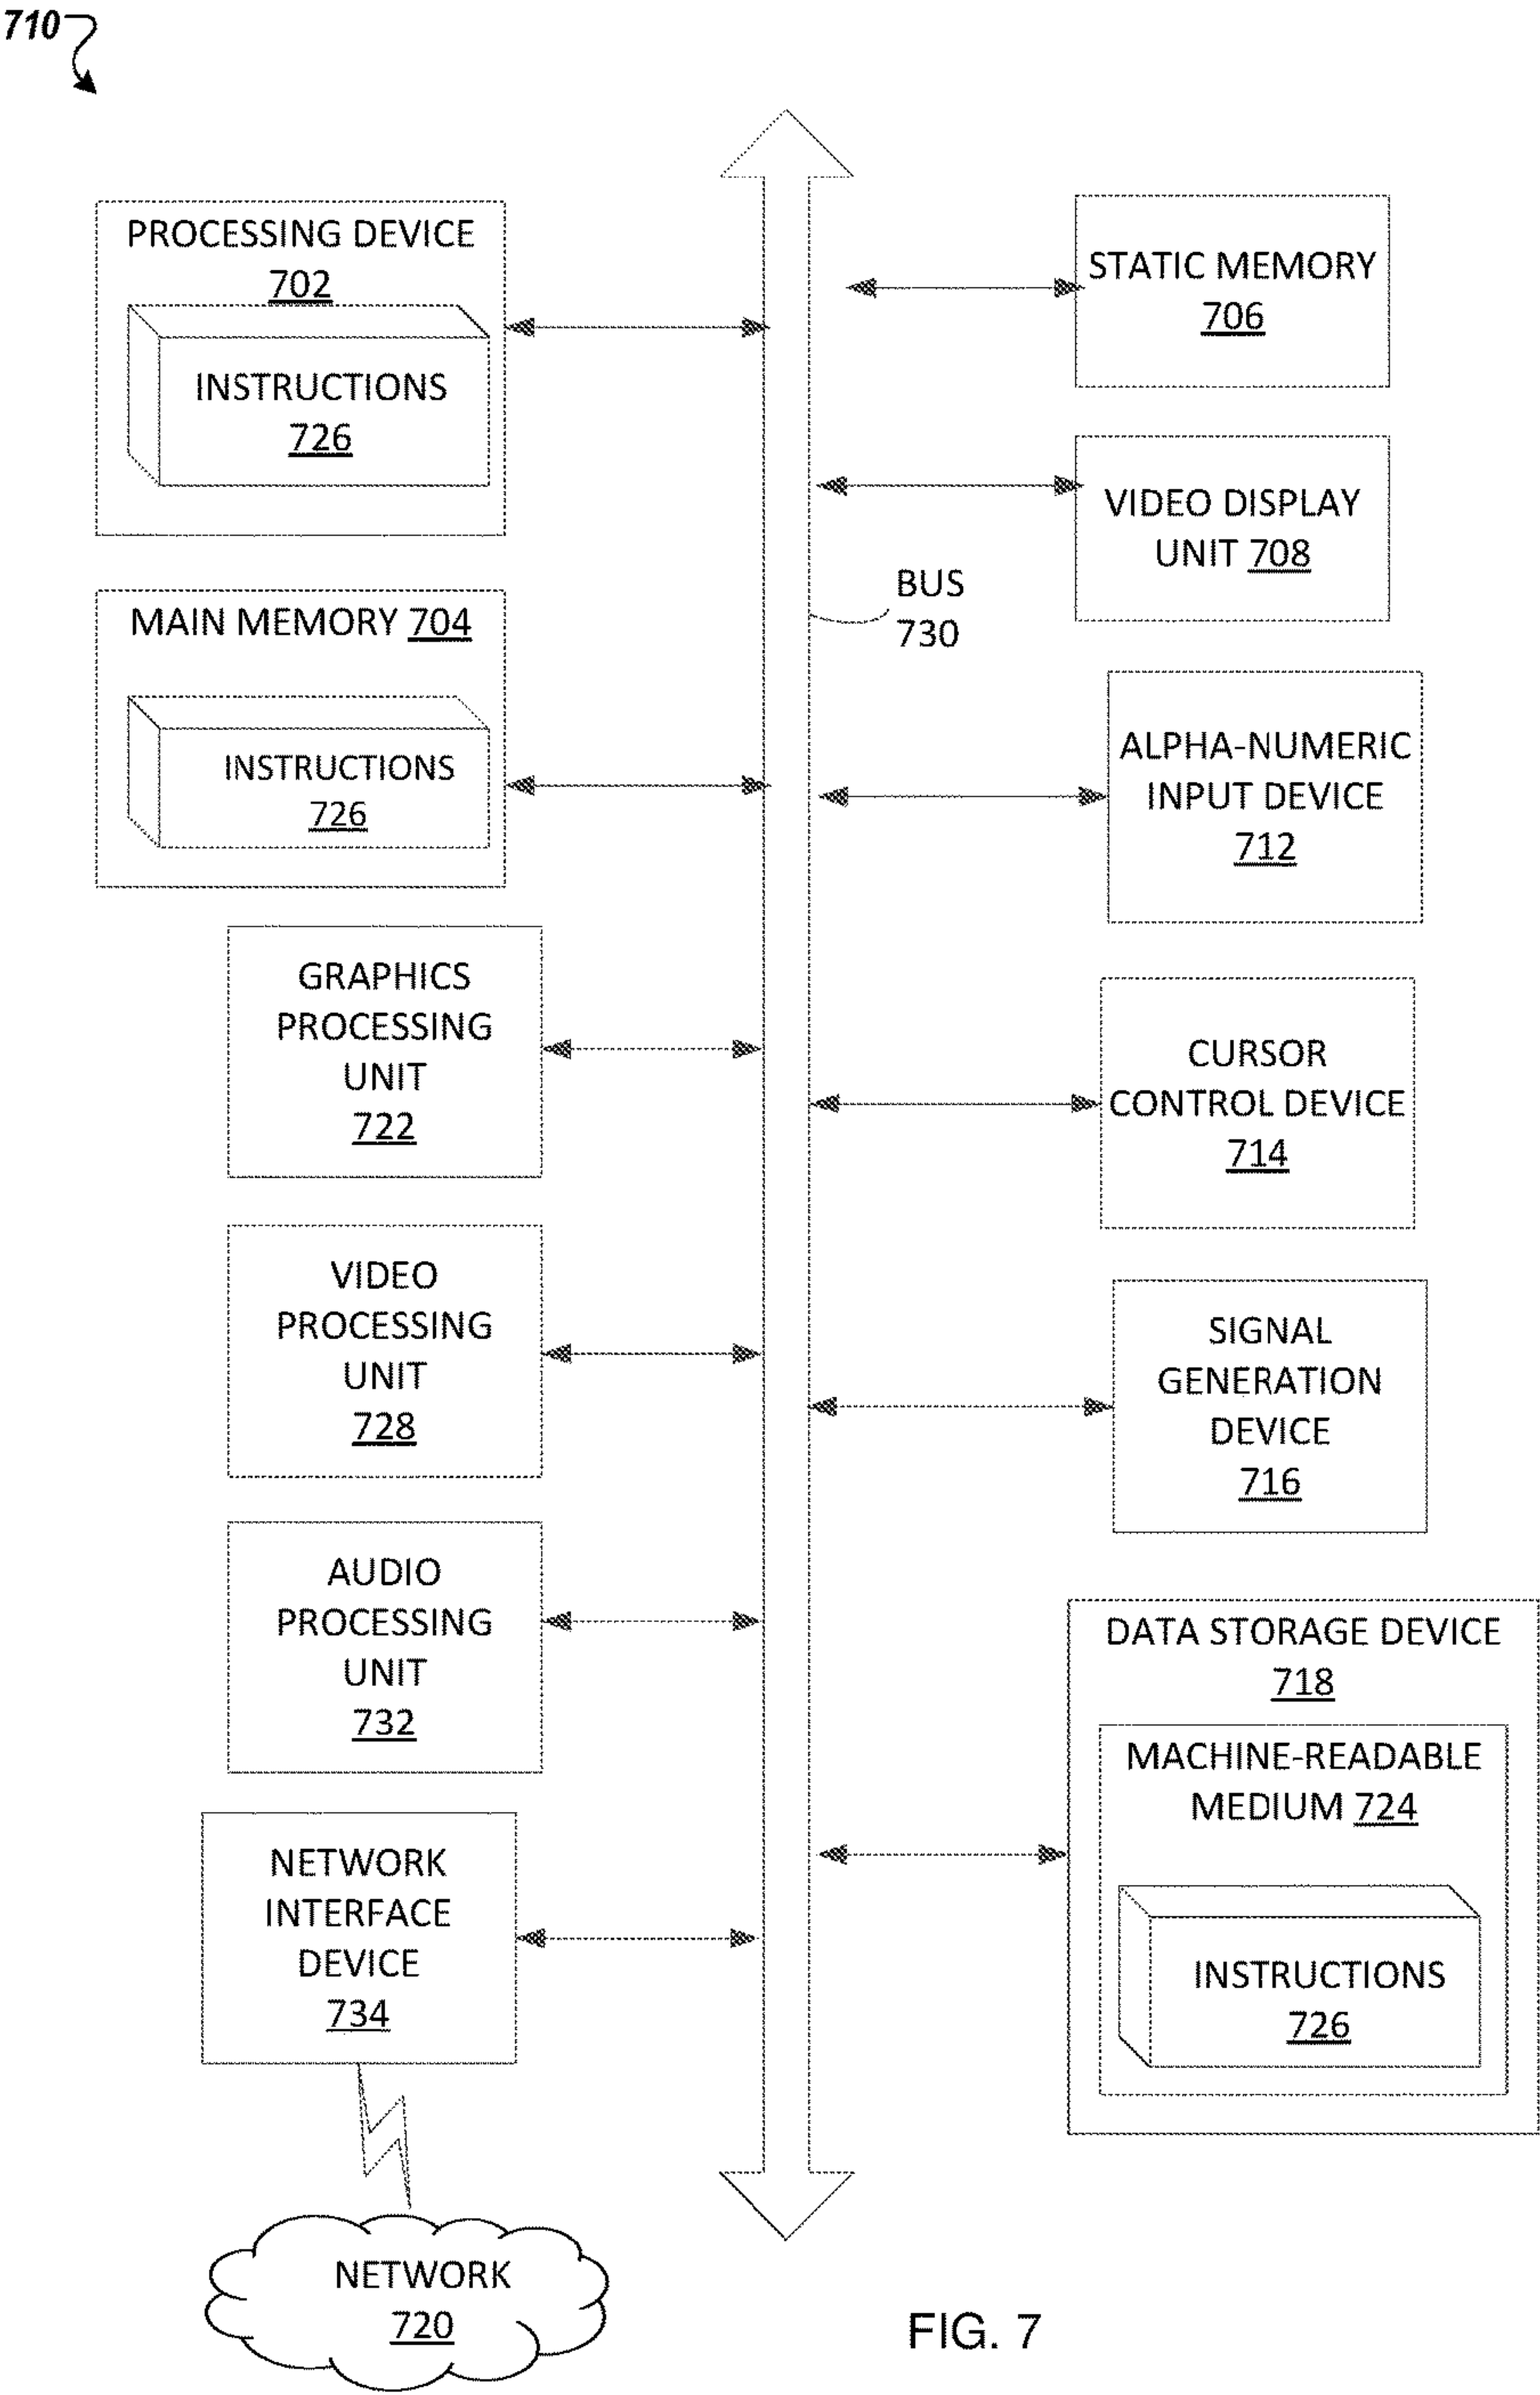 710
PROCESSING DEVICE
702
INSTRUCTIONS
726
MAIN MEMORY 704
INSTRUCTIONS
726
GRAPHICS
PROCESSING
UNIT
722
VIDEO
PROCESSING
UNIT
728
AUDIO
PROCESSING
UNIT
732
NETWORK
INTERFACE
DEVICE
734
NETWORK
720
BUS
730
STATIC MEMORY
706
VIDEO DISPLAY
UNIT 708
ALPHA-NUMERIC
INPUT DEVICE
712
CURSOR
CONTROL DEVICE
714
SIGNAL
GENERATION
DEVICE
716
DATA STORAGE DEVICE
718
MACHINE-READABLE
MEDIUM 724
INSTRUCTIONS
726
FIG. 7